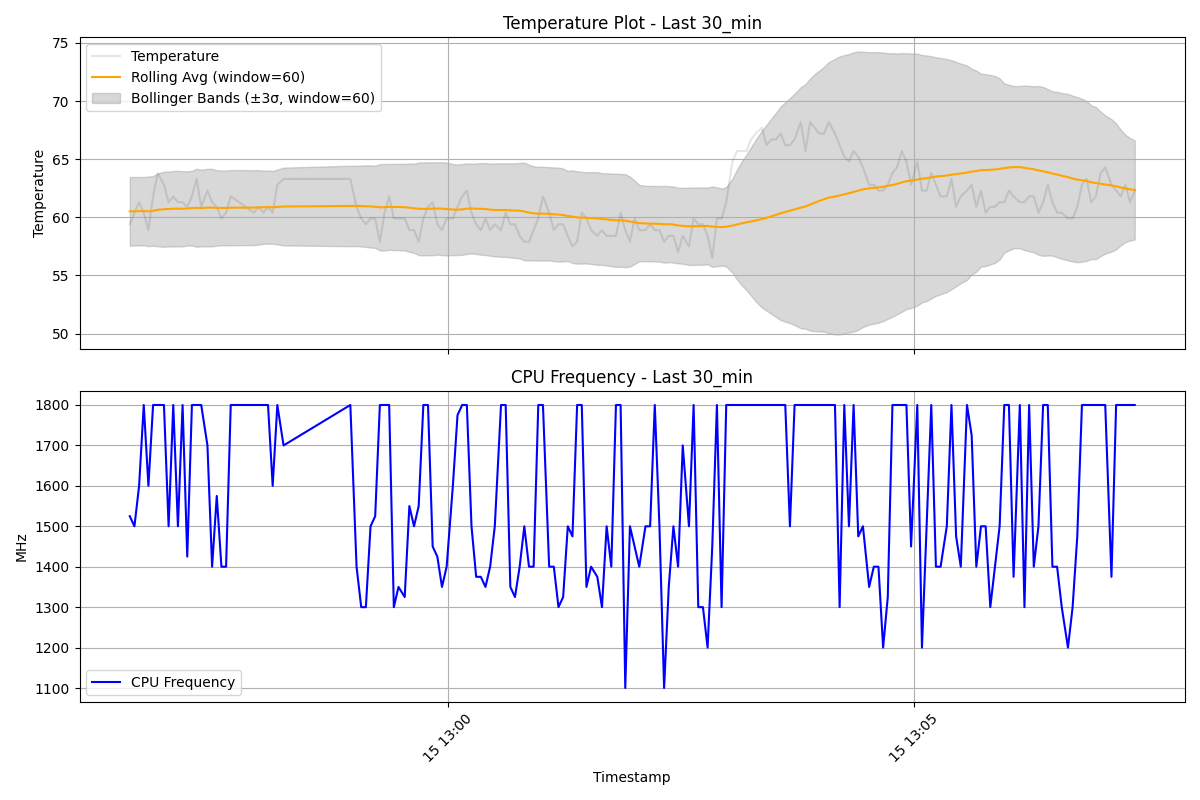 Temperature Plot - Last 30_min
75
70
65
60
55
50
Temperature
Temperature
Rolling Avg (window=60)
Bollinger Bands (±3σ, window=60)
CPU Frequency - Last 30_min
1800
1700
1600
1500
1400
1300
1200
1100
MHz
CPU Frequency
15 13:00
15 13:05
Timestamp